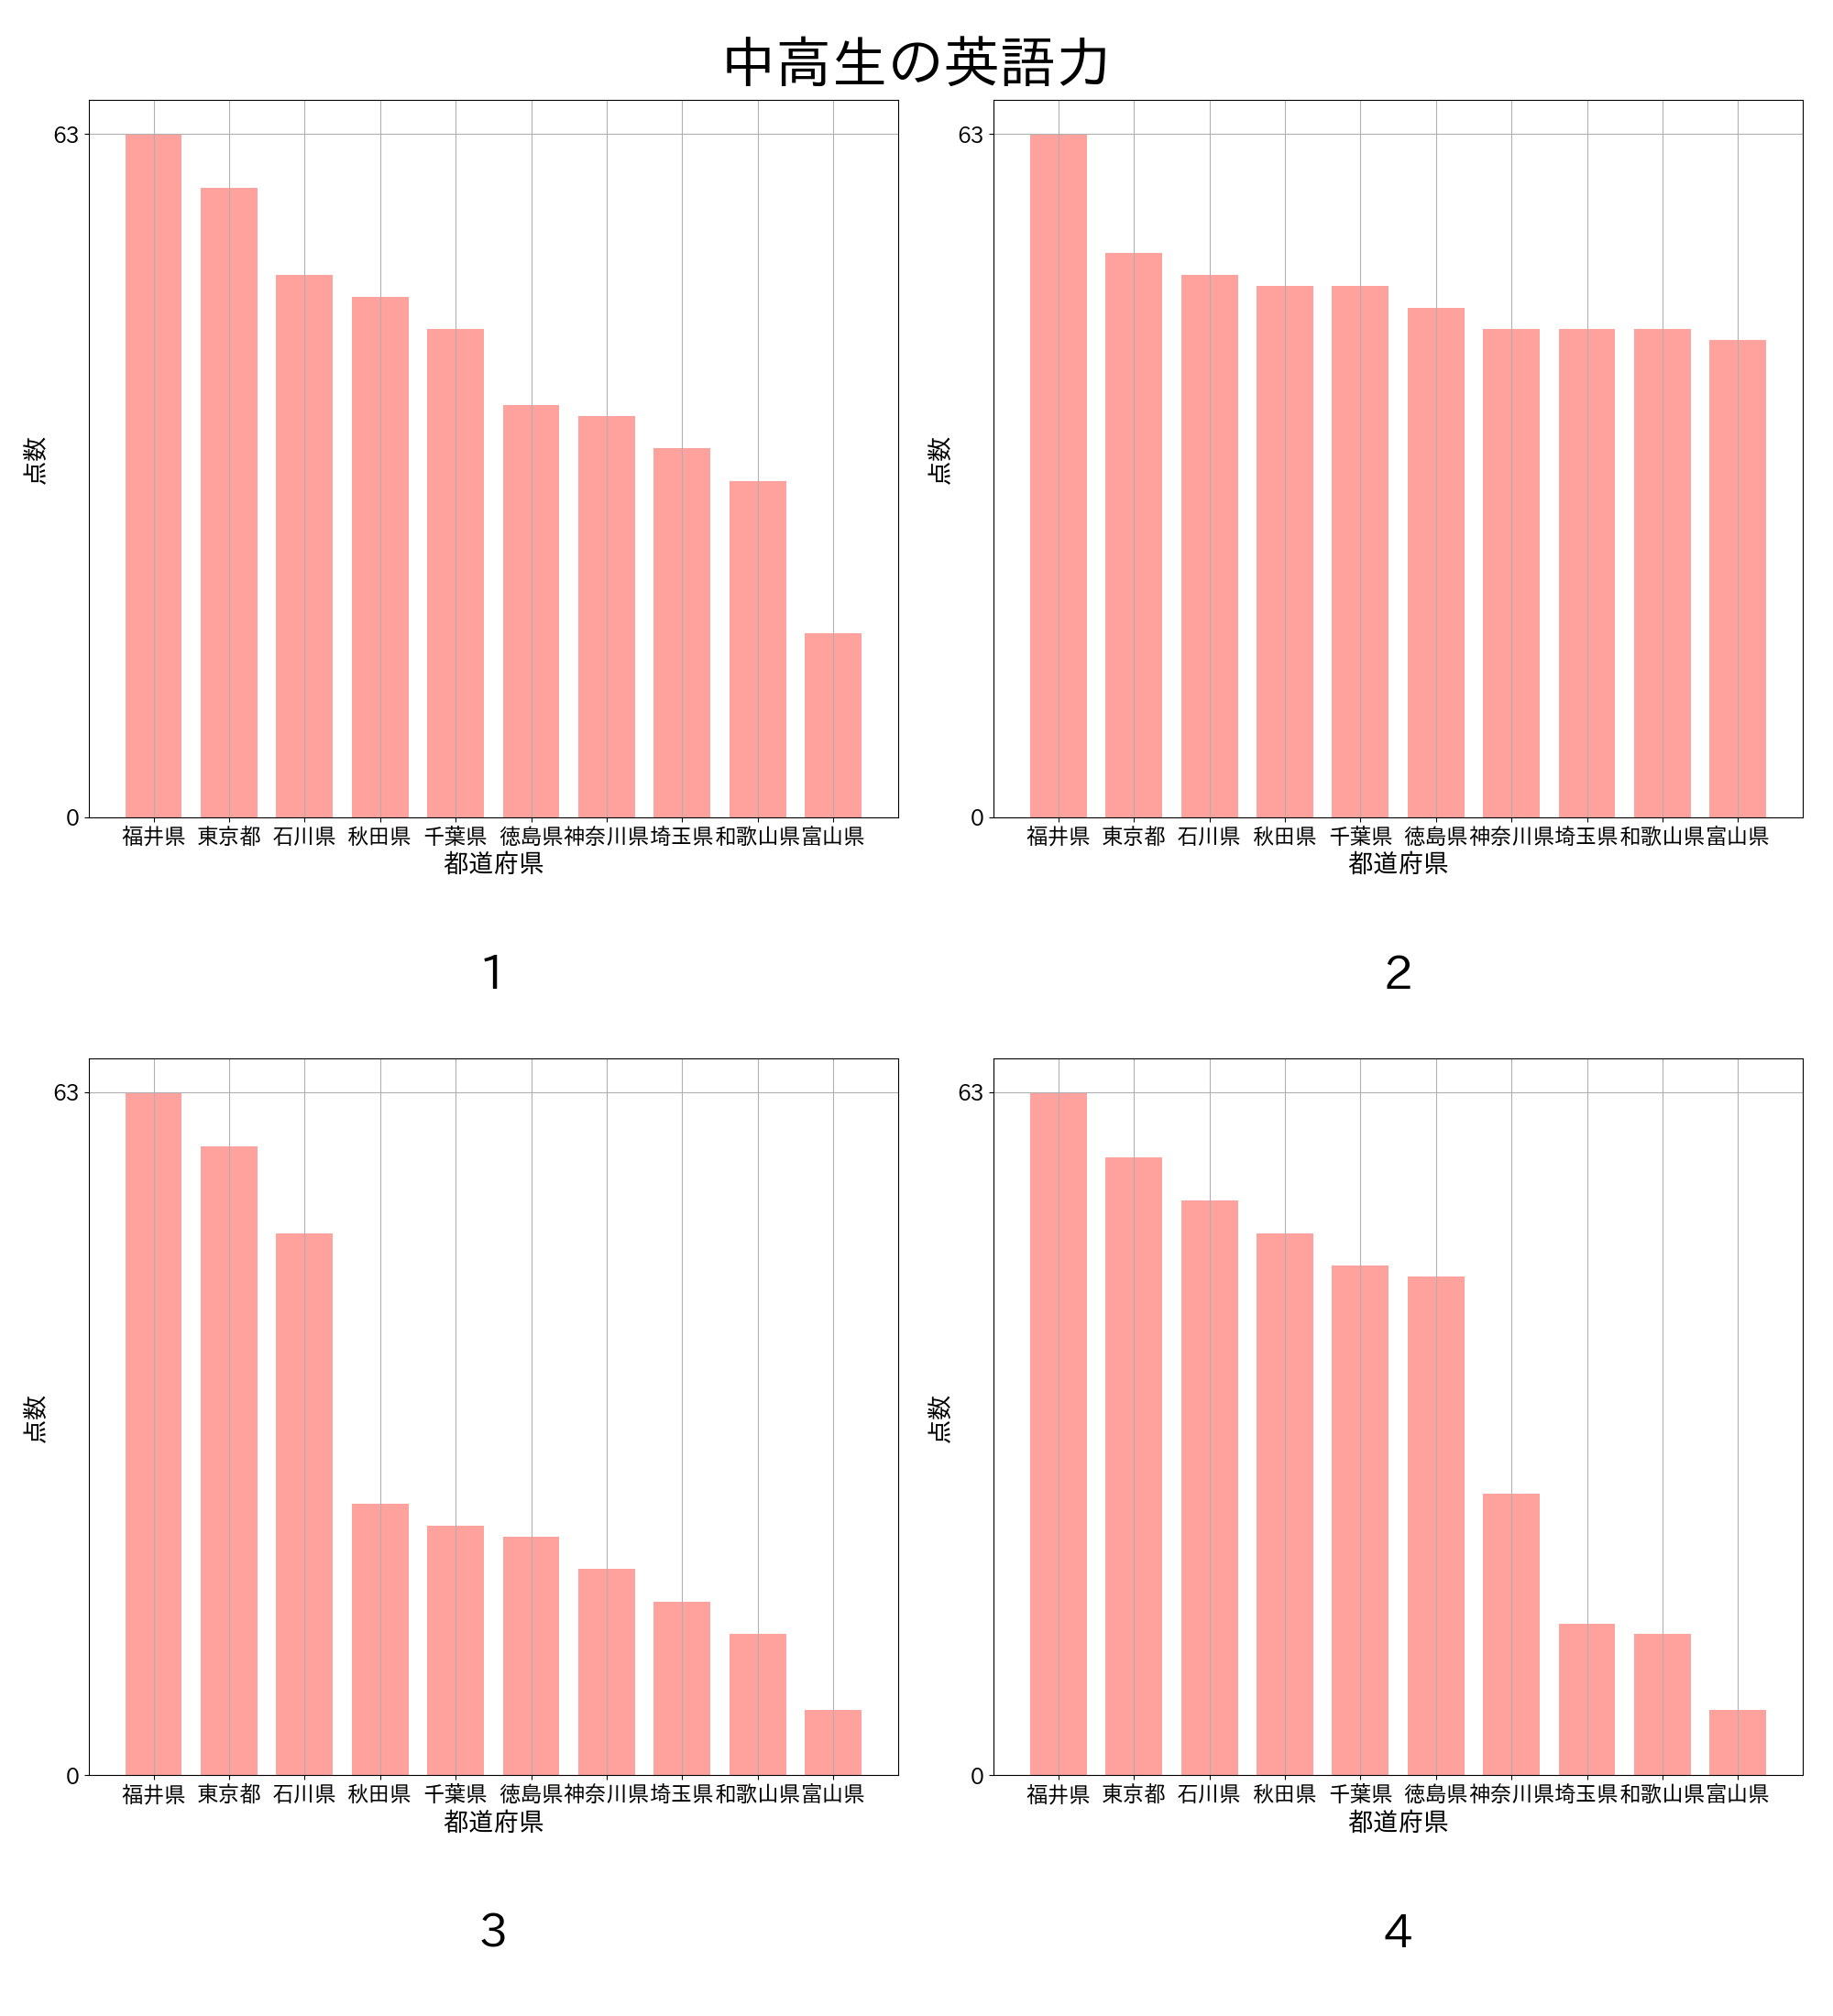 中高生の英語力
63
0
点数
福井県 東京都 石川県 秋田県 千葉県 徳島県 神奈川県 埼玉県 和歌山県 富山県
都道府県
1
63
0
点数
福井県 東京都 石川県 秋田県 千葉県 徳島県 神奈川県 埼玉県 和歌山県 富山県
都道府県
2
63
0
点数
福井県 東京都 石川県 秋田県 千葉県 徳島県 神奈川県 埼玉県 和歌山県 富山県
都道府県
3
63
0
点数
福井県 東京都 石川県 秋田県 千葉県 徳島県 神奈川県 埼玉県 和歌山県 富山県
都道府県
4